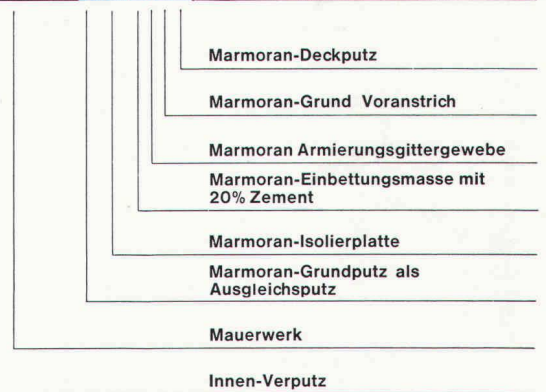 Marmoran-Deckputz
Marmoran-Grund Voranstrich
Marmoran Armierungsgittergewebe
Marmoran-Einbettungsmasse mit
20% Zement
Marmoran-Isolierplatte
Marmoran-Grundputz als
Ausgleichsputz
Mauerwerk
Innen-Verputz